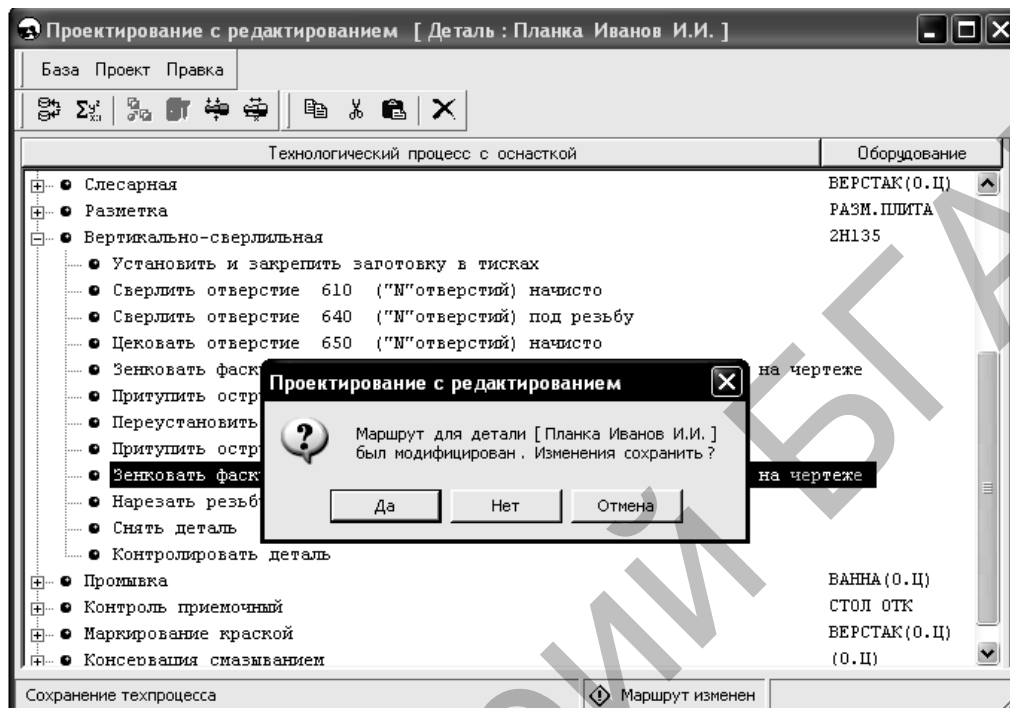 Проектирование с редактированием [ Деталь : Планка Иванов И.И. ]
База Проект Правка
Технологический процесс с оснасткой Оборудование
Слесарная ВЕРСТАК(О.Ц)
Разметка РАЗМ.ПЛИТА
Вертикально-сверлильная 2Н135
Установить и закрепить заготовку в тисках
Сверлить отверстие 610 ("N"отверстий) начисто
Сверлить отверстие 640 ("N"отверстий) под резьбу
Цековать отверстие 650 ("N"отверстий) начисто
Зенковать фаск на чертеже
Притупить остр
Переустановить
Притупить остр
Зенковать фаск на чертеже
Нарезать резьб
Снять деталь
Контролировать деталь
Промывка ВАННА(О.Ц)
Контроль приемочный СТОЛ ОТК
Маркирование краской ВЕРСТАК(О.Ц)
Консервация смазыванием (О.Ц)
Проектирование с редактированием
Маршрут для детали [ Планка Иванов И.И. ]
был модифицирован . Изменения сохранить ?
Да Нет Отмена
Сохранение техпроцесса Маршрут изменен
ИЙ БГА